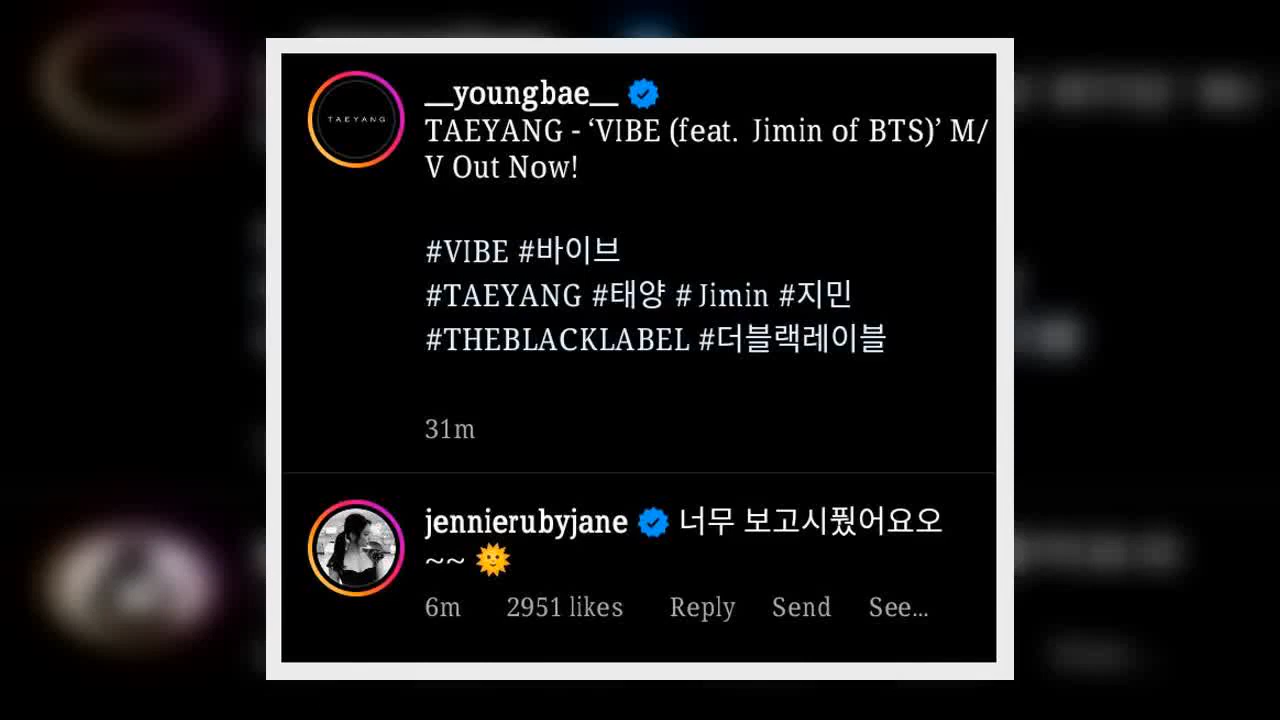 TAEYANG
__youngbae__
TAEYANG - ‘VIBE (feat. Jimin of BTS)’ M/
V Out Now!
#VIBE #바이브
#TAEYANG #태양 #Jimin #지민
#THEBLACKLABEL #더블랙레이블
31m
jennierubyjane 너무 보고시퓠어요오
~~ 🌞
6m 2951 likes Reply Send See...